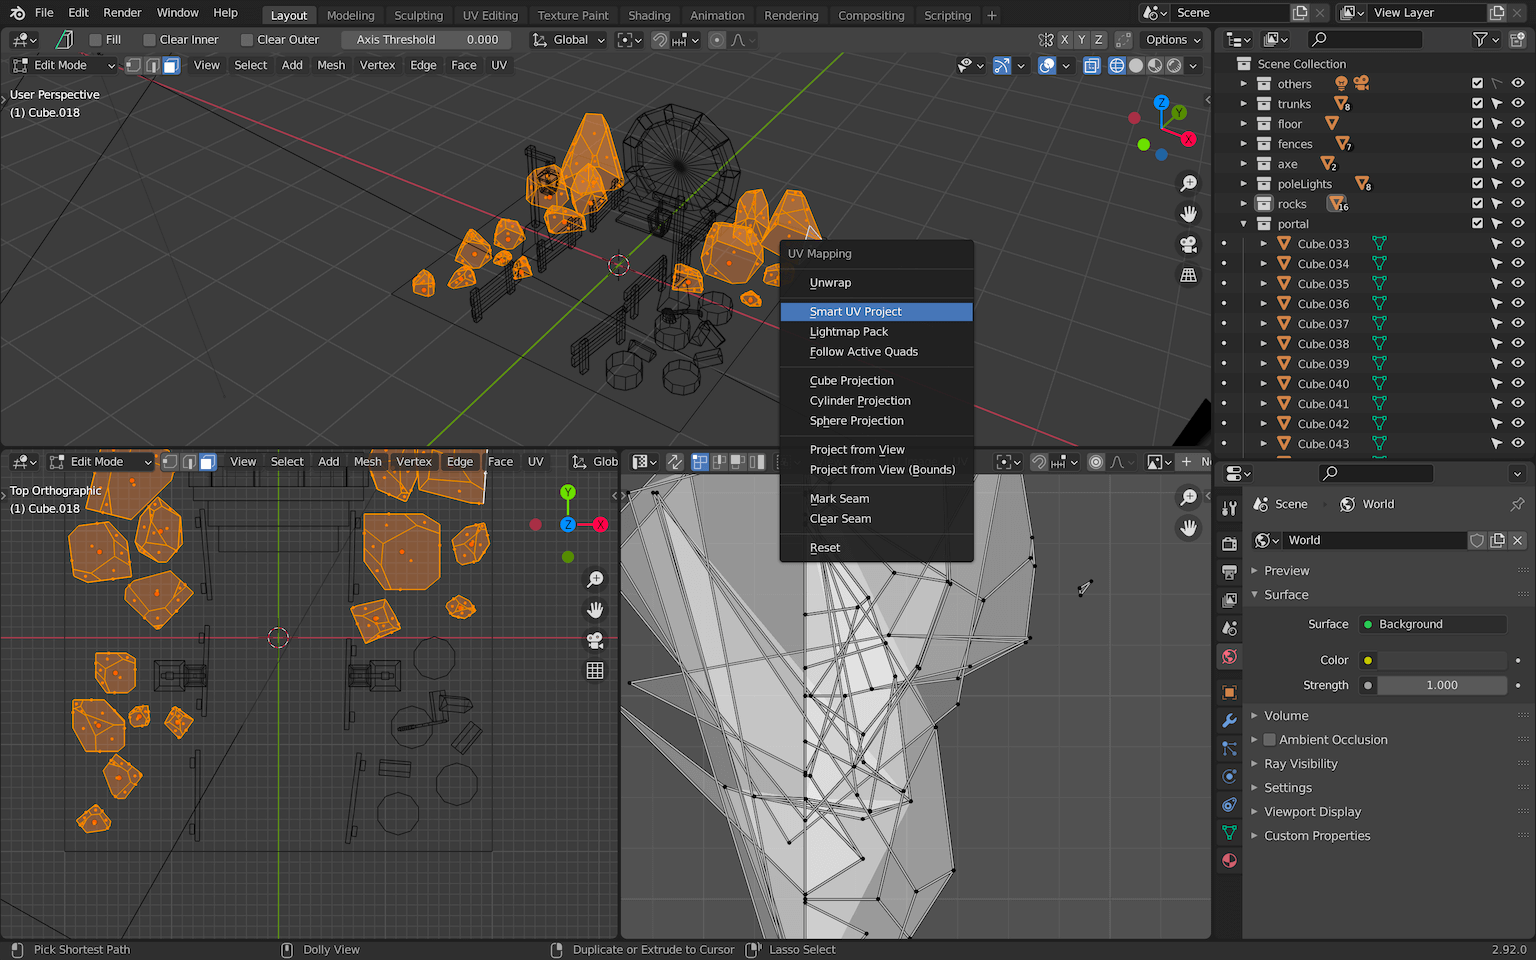 File Edit Render Window Help
Layout Modeling Sculpting UV Editing Texture Paint Shading Animation Rendering Compositing Scripting +
Scene
View Layer
Fill Clear Inner Clear Outer Axis Threshold 0.000 Global
X Y Z Options
Edit Mode View Select Add Mesh Vertex Edge Face UV
User Perspective
(1) Cube.018
Z
Y
X
UV Mapping
Unwrap
Smart UV Project
Lightmap Pack
Follow Active Quads
Cube Projection
Cylinder Projection
Sphere Projection
Project from View
Project from View (Bounds)
Mark Seam
Clear Seam
Reset
Scene Collection
others
trunks 8
floor
fences 7
axe 2
poleLights 8
rocks 16
portal
Cube.033
Cube.034
Cube.035
Cube.036
Cube.037
Cube.038
Cube.039
Cube.040
Cube.041
Cube.042
Cube.043
Edit Mode View Select Add Mesh Vertex Edge Face UV Glob
Top Orthographic
(1) Cube.018
Y
Z
X
+ N
Scene World
World
Preview
Surface
Surface Background
Color
Strength 1.000
Volume
Ambient Occlusion
Ray Visibility
Settings
Viewport Display
Custom Properties
Pick Shortest Path Dolly View Duplicate or Extrude to Cursor Lasso Select 2.92.0